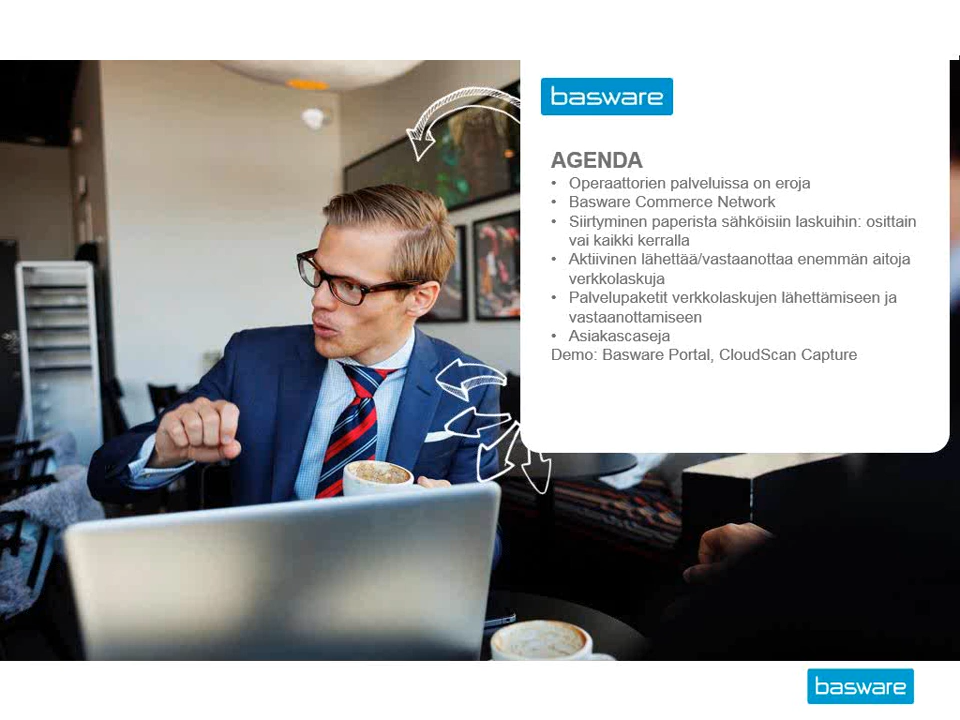 basware
AGENDA
• Operaattorien palveluissa on eroja
• Basware Commerce Network
• Siirtyminen paperista sähköisiin laskuihin: osittain
vai kaikki kerralla
• Aktiivinen lähettää/vastaanottaa enemmän aitoja
verkkolaskuja
• Palvelupaketit verkkolaskujen lähettämiseen ja
vastaanottamiseen
• Asiakascaseja
Demo: Basware Portal, CloudScan Capture
basware